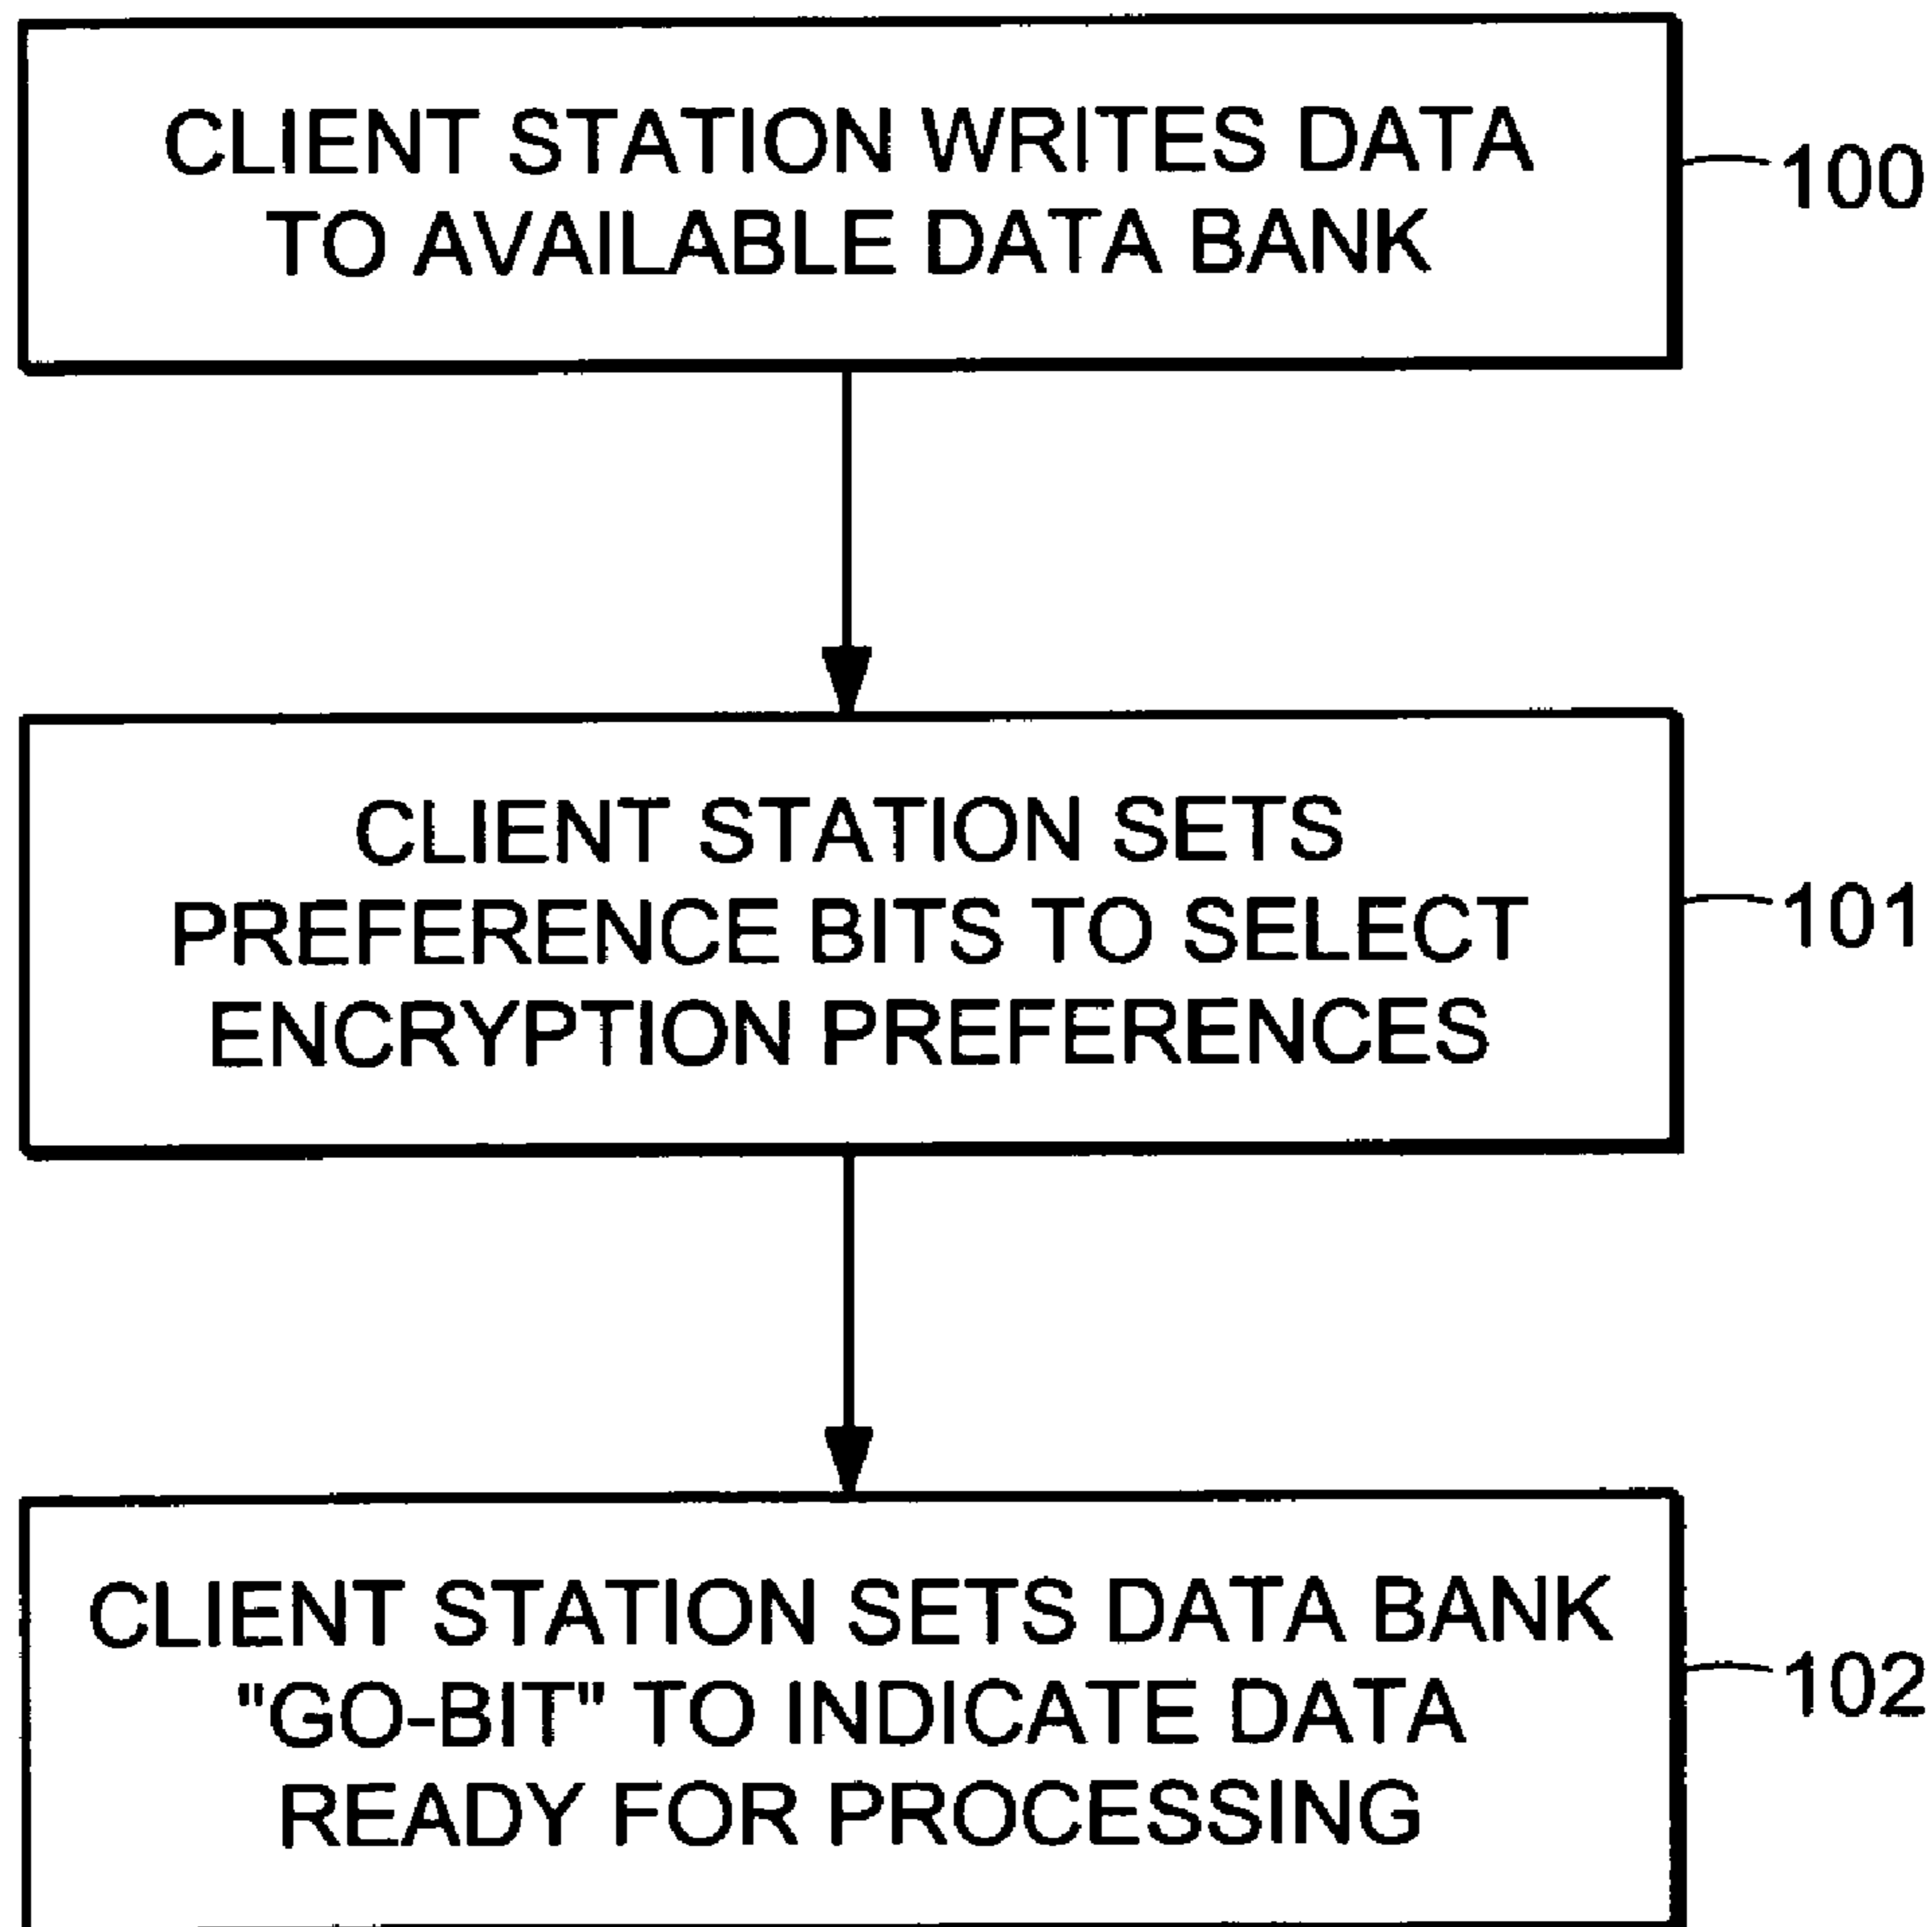 CLIENT STATION WRITES DATA
TO AVAILABLE DATA BANK
100
CLIENT STATION SETS
PREFERENCE BITS TO SELECT
ENCRYPTION PREFERENCES
101
CLIENT STATION SETS DATA BANK
"GO-BIT" TO INDICATE DATA
READY FOR PROCESSING
102